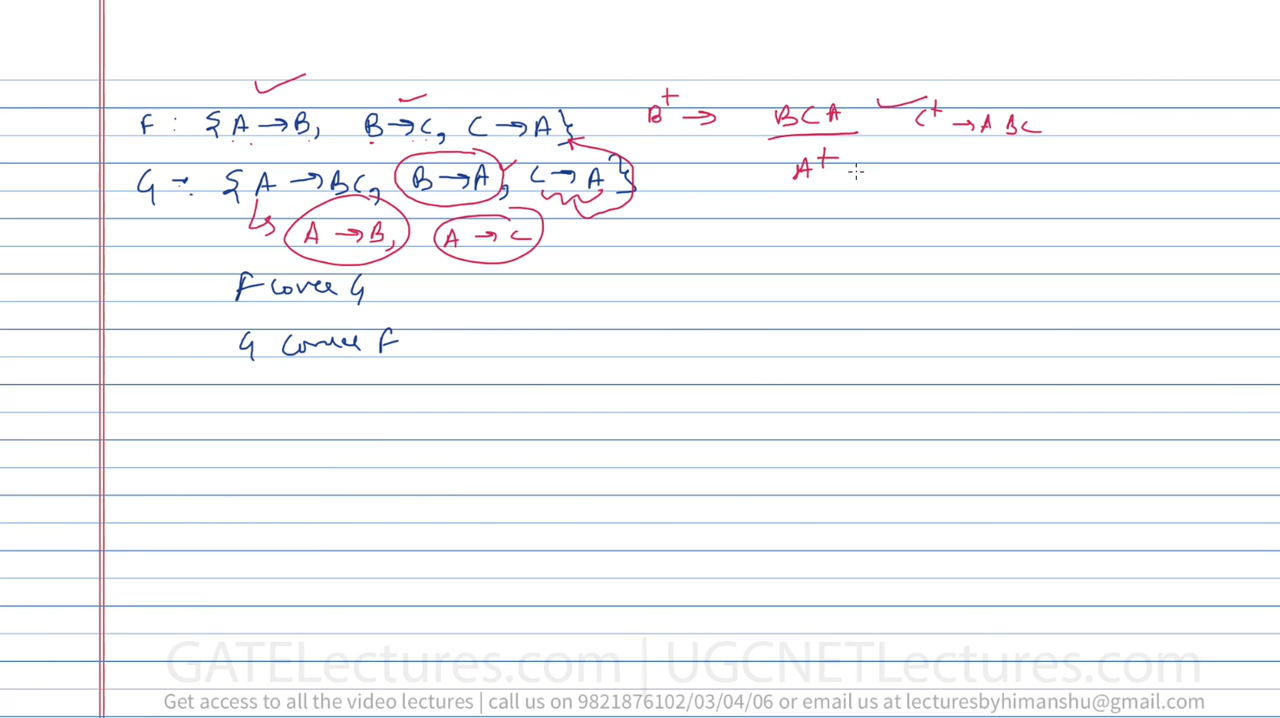 F : { A → B, B → C, C → A } B⁺ → BCA C⁺ → ABC
A⁺
G :- { A → BC, B → A, C → A }
↳ A → B, A → C
F cover G
G cover F
GATELectures.com | UGCNETLectures.com
Get access to all the video lectures | call us on 9821876102/03/04/06 or email us at lecturesbyhimanshu@gmail.com